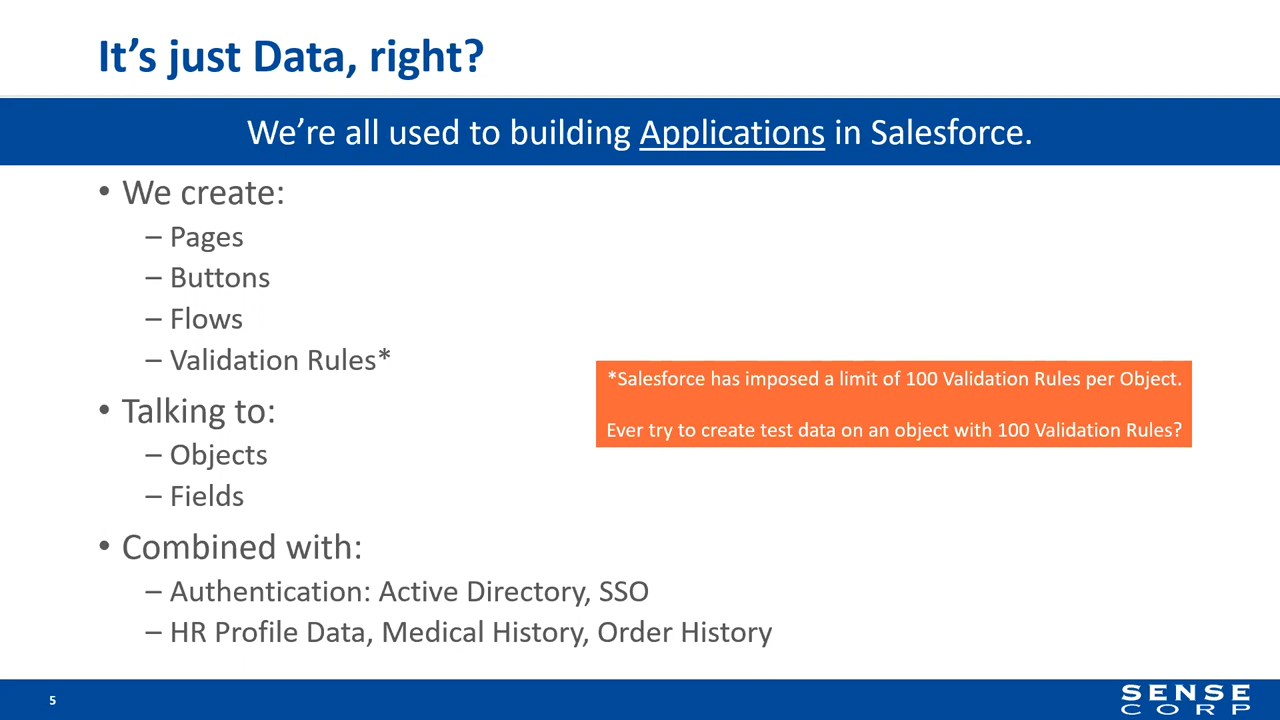 It's just Data, right?
We're all used to building Applications in Salesforce.
• We create:
– Pages
– Buttons
– Flows
– Validation Rules*
*Salesforce has imposed a limit of 100 Validation Rules per Object.
Ever try to create test data on an object with 100 Validation Rules?
• Talking to:
– Objects
– Fields
• Combined with:
– Authentication: Active Directory, SSO
– HR Profile Data, Medical History, Order History
5
SENSE
CORP